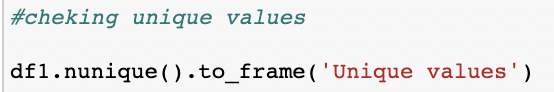 #cheking unique values
df1.nunique().to_frame('Unique values')